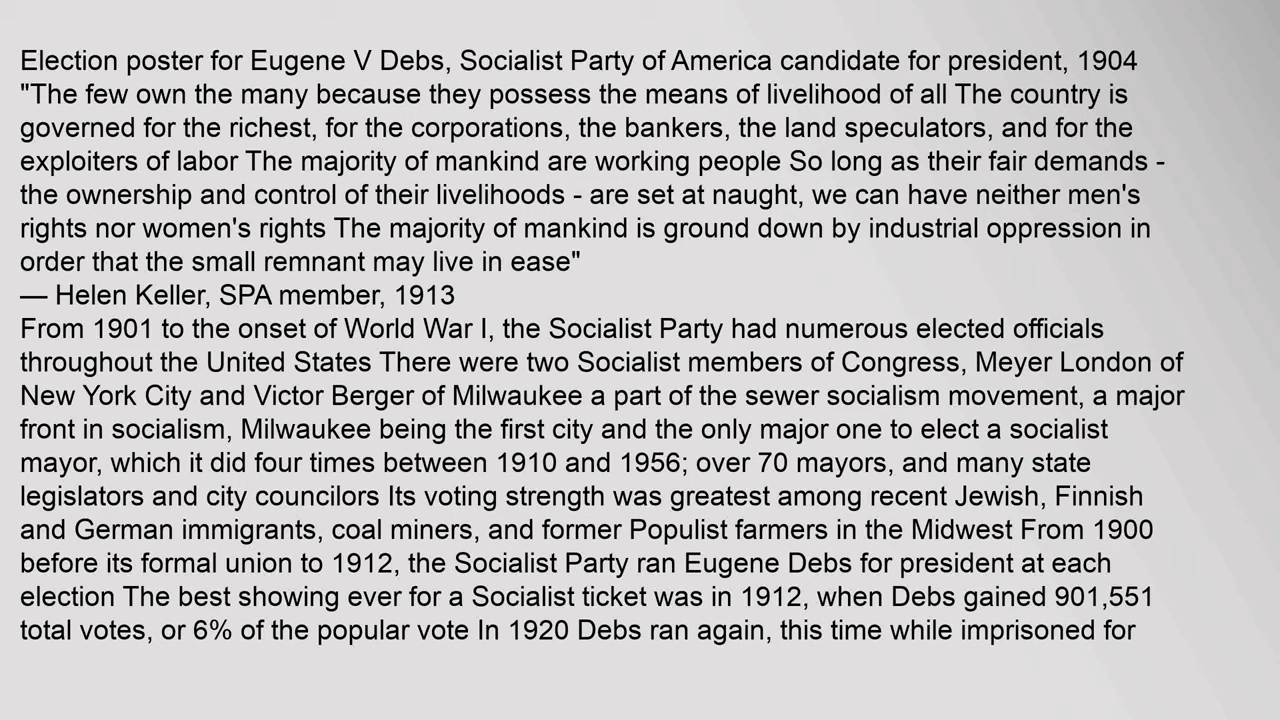 Election poster for Eugene V Debs, Socialist Party of America candidate for president, 1904
"The few own the many because they possess the means of livelihood of all The country is
governed for the richest, for the corporations, the bankers, the land speculators, and for the
exploiters of labor The majority of mankind are working people So long as their fair demands -
the ownership and control of their livelihoods - are set at naught, we can have neither men's
rights nor women's rights The majority of mankind is ground down by industrial oppression in
order that the small remnant may live in ease"
— Helen Keller, SPA member, 1913
From 1901 to the onset of World War I, the Socialist Party had numerous elected officials
throughout the United States There were two Socialist members of Congress, Meyer London of
New York City and Victor Berger of Milwaukee a part of the sewer socialism movement, a major
front in socialism, Milwaukee being the first city and the only major one to elect a socialist
mayor, which it did four times between 1910 and 1956; over 70 mayors, and many state
legislators and city councilors Its voting strength was greatest among recent Jewish, Finnish
and German immigrants, coal miners, and former Populist farmers in the Midwest From 1900
before its formal union to 1912, the Socialist Party ran Eugene Debs for president at each
election The best showing ever for a Socialist ticket was in 1912, when Debs gained 901,551
total votes, or 6% of the popular vote In 1920 Debs ran again, this time while imprisoned for